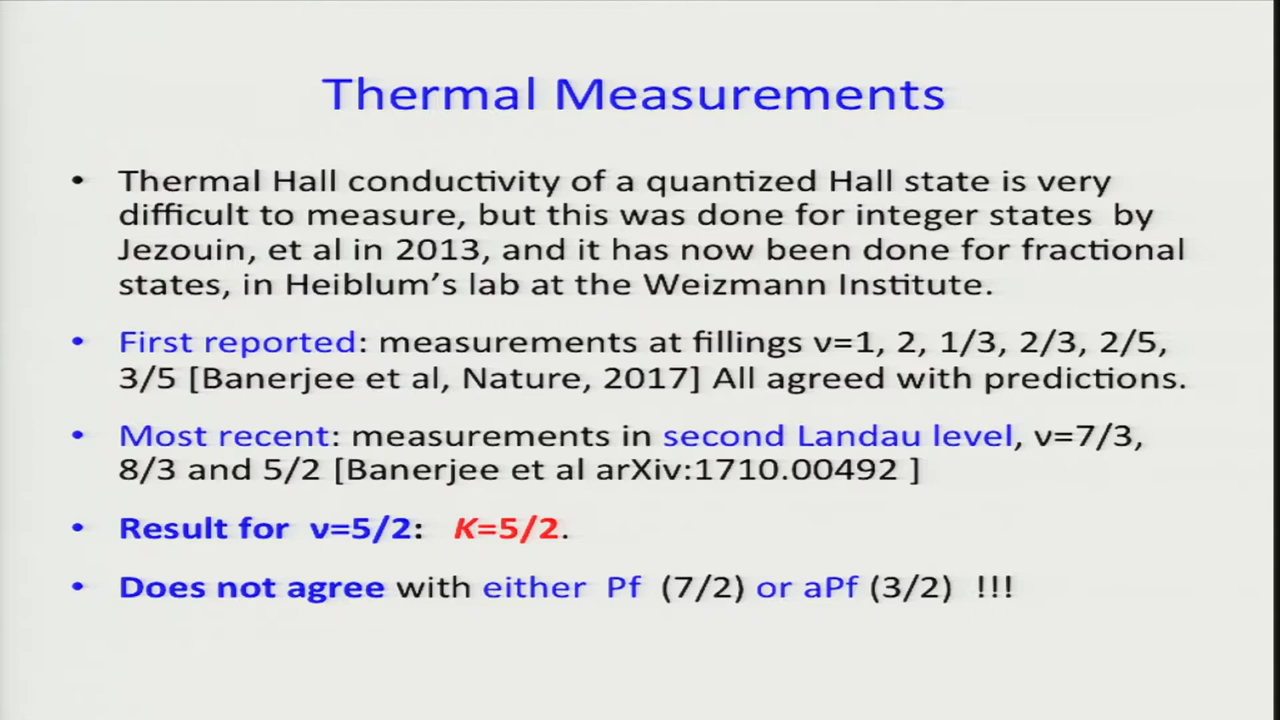 Thermal Measurements
• Thermal Hall conductivity of a quantized Hall state is very
difficult to measure, but this was done for integer states by
Jezouin, et al in 2013, and it has now been done for fractional
states, in Heiblum’s lab at the Weizmann Institute.
• First reported: measurements at fillings ν=1, 2, 1/3, 2/3, 2/5,
3/5 [Banerjee et al, Nature, 2017] All agreed with predictions.
• Most recent: measurements in second Landau level, ν=7/3,
8/3 and 5/2 [Banerjee et al arXiv:1710.00492 ]
• Result for ν=5/2: K=5/2.
• Does not agree with either Pf (7/2) or aPf (3/2) !!!